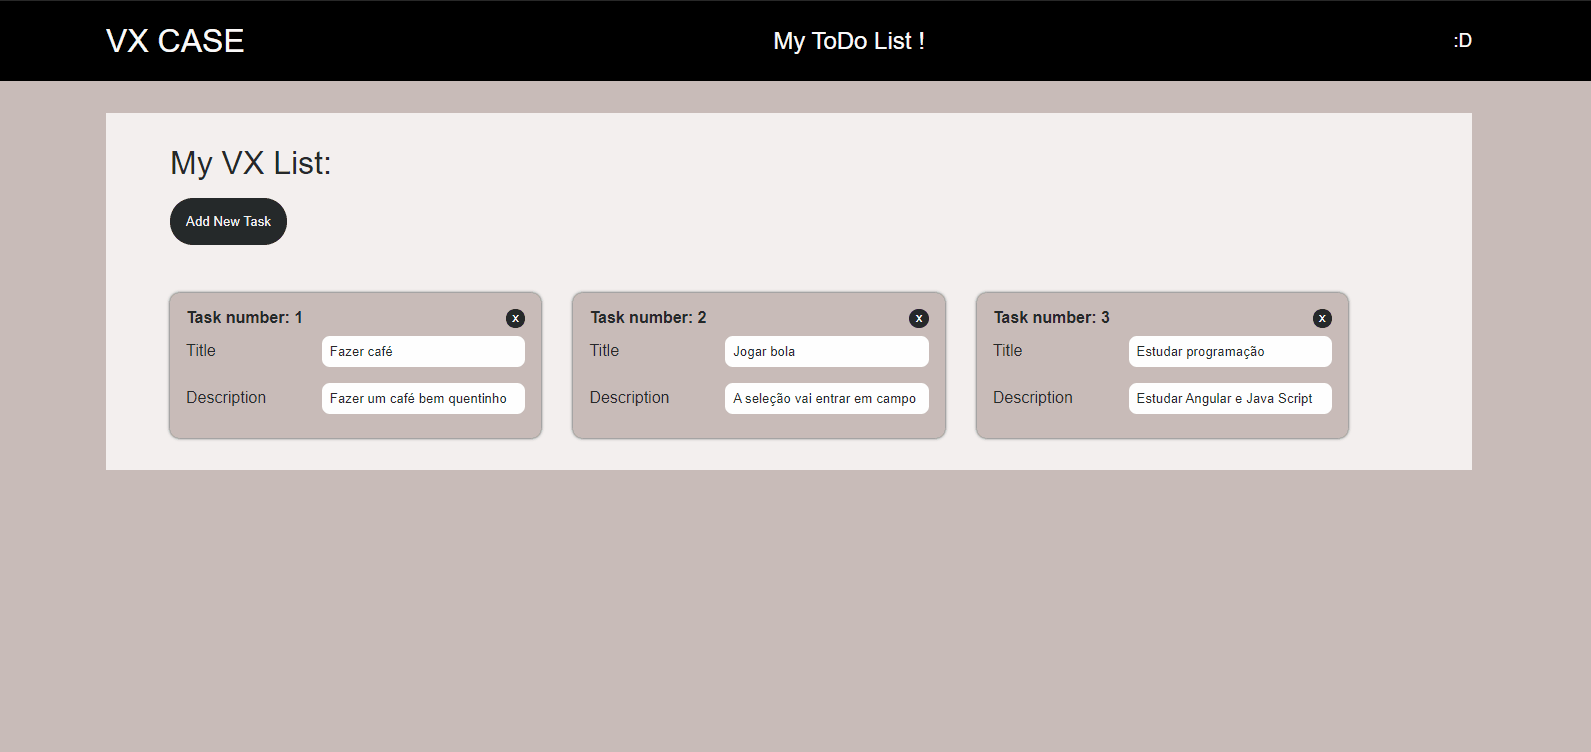 VX CASE
My ToDo List !
:D
My VX List:
Add New Task
Task number: 1
x
Title
Fazer café
Description
Fazer um café bem quentinho
Task number: 2
x
Title
Jogar bola
Description
A seleção vai entrar em campo
Task number: 3
x
Title
Estudar programação
Description
Estudar Angular e Java Script